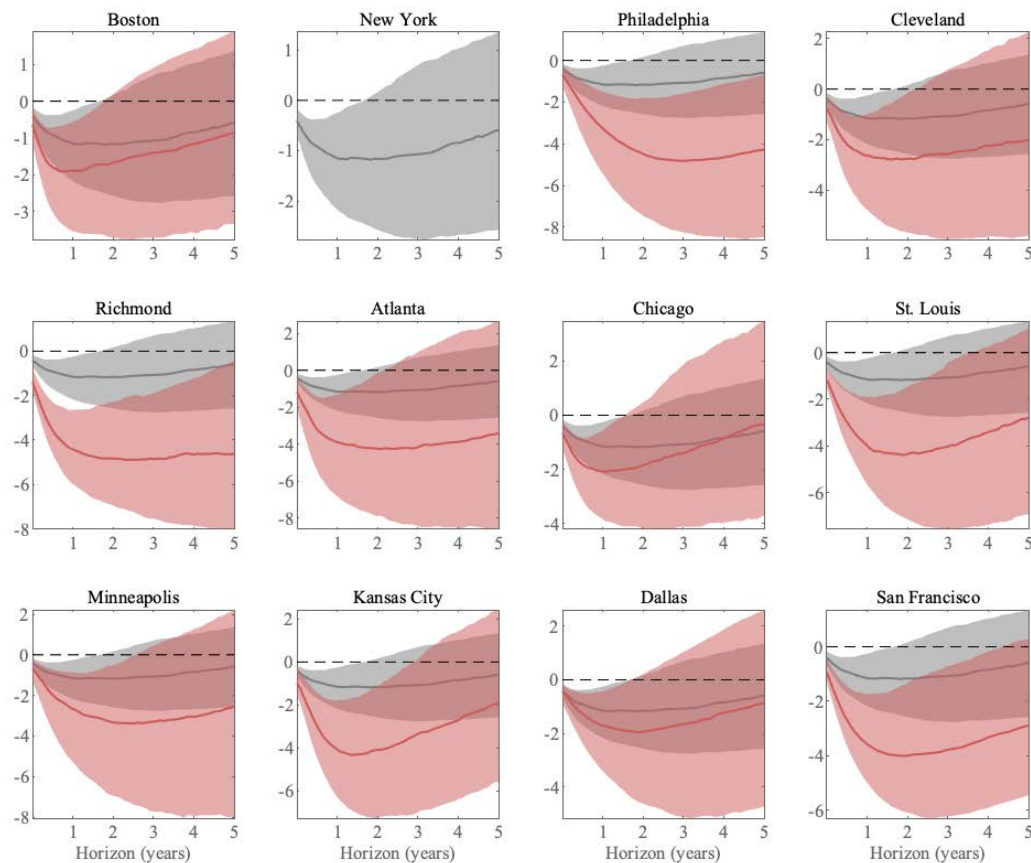 Boston New York Philadelphia Cleveland
1 0 -1 -2 -3
1 0 -1 -2
0 -2 -4 -6 -8
2 0 -2 -4
1 2 3 4 5 1 2 3 4 5 1 2 3 4 5 1 2 3 4 5
Richmond Atlanta Chicago St. Louis
0 -2 -4 -6 -8
2 0 -2 -4 -6 -8
2 0 -2 -4
0 -2 -4 -6
1 2 3 4 5 1 2 3 4 5 1 2 3 4 5 1 2 3 4 5
Minneapolis Kansas City Dallas San Francisco
2 0 -2 -4 -6 -8
2 0 -2 -4 -6
2 0 -2 -4
0 -2 -4 -6
1 2 3 4 5 1 2 3 4 5 1 2 3 4 5 1 2 3 4 5
Horizon (years) Horizon (years) Horizon (years) Horizon (years)